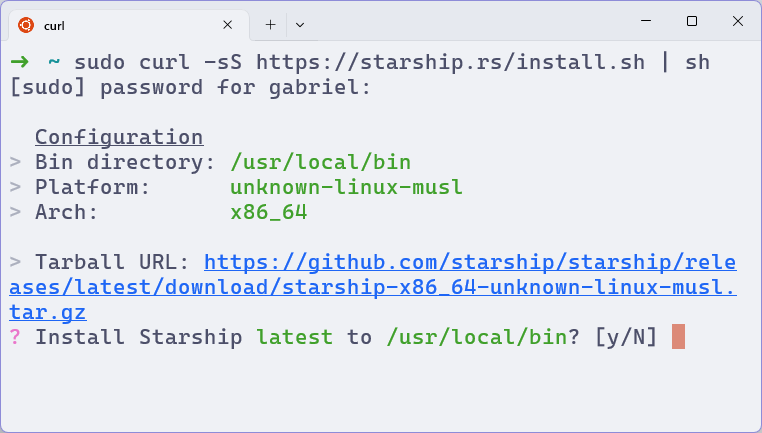 curl
➜ ~ sudo curl -sS https://starship.rs/install.sh | sh
[sudo] password for gabriel:
Configuration
> Bin directory: /usr/local/bin
> Platform: unknown-linux-musl
> Arch: x86_64
> Tarball URL: https://github.com/starship/starship/rele
ases/latest/download/starship-x86_64-unknown-linux-musl.
tar.gz
? Install Starship latest to /usr/local/bin? [y/N]